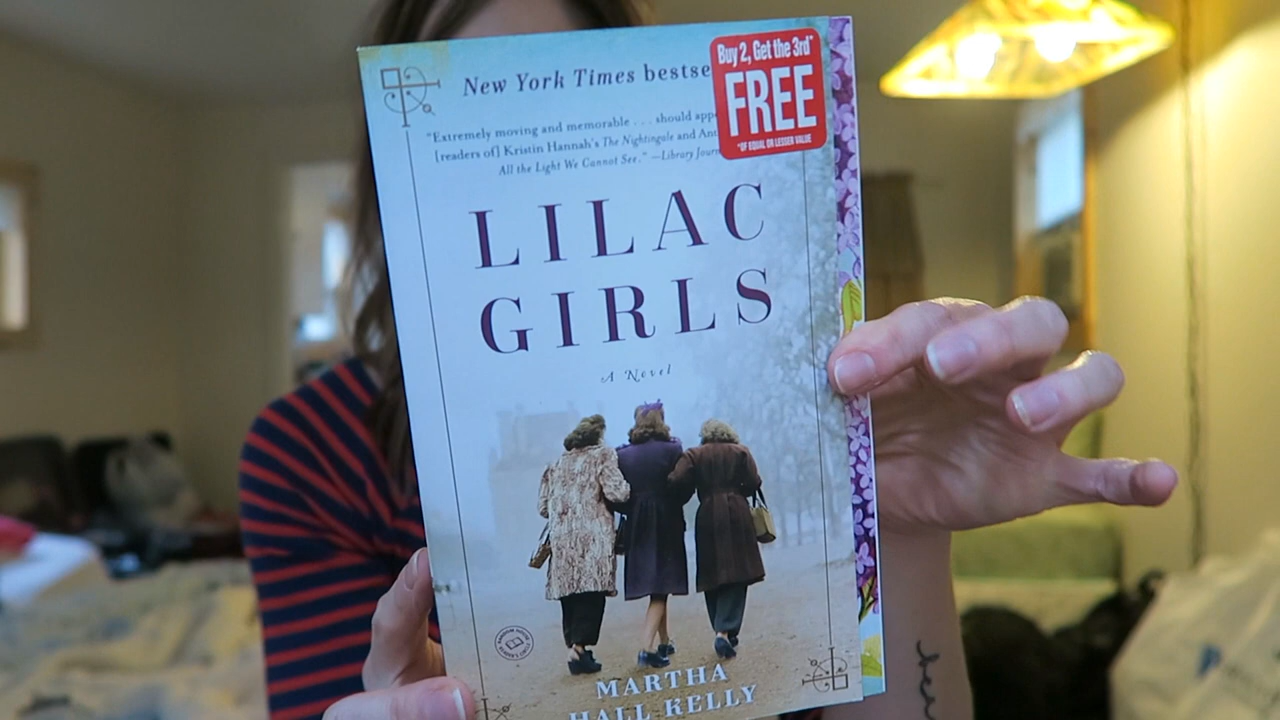 New York Times bestse
Buy 2, Get the 3rd*
FREE
*OF EQUAL OR LESSER VALUE
"Extremely moving and memorable . . . should app
[readers of] Kristin Hannah's The Nightingale and Ant
All the Light We Cannot See." —Library Journ
LILAC
GIRLS
A Novel
MARTHA
HALL KELLY